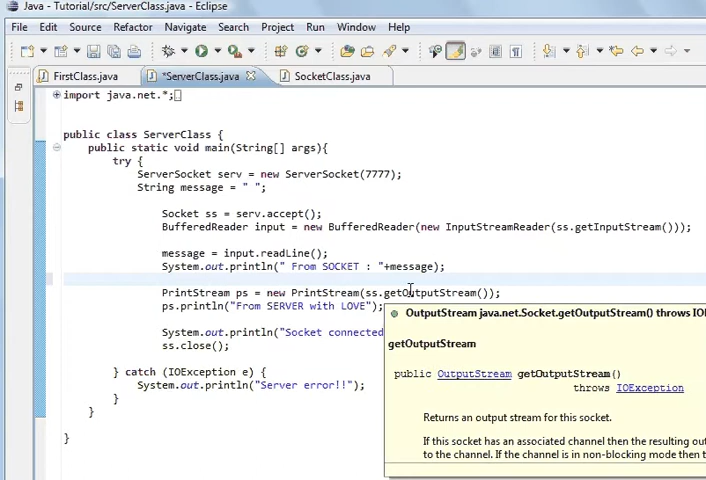 Java - Tutorial/src/ServerClass.java - Eclipse
File Edit Source Refactor Navigate Search Project Run Window Help
FirstClass.java *ServerClass.java SocketClass.java
import java.net.*;
public class ServerClass {
public static void main(String[] args){
try {
ServerSocket serv = new ServerSocket(7777);
String message = " ";
Socket ss = serv.accept();
BufferedReader input = new BufferedReader(new InputStreamReader(ss.getInputStream()));
message = input.readLine();
System.out.println(" From SOCKET : "+message);
PrintStream ps = new PrintStream(ss.getOutputStream());
ps.println("From SERVER with LOVE");
System.out.println("Socket connected
ss.close();
} catch (IOException e) {
System.out.println("Server error!!");
}
}
}
OutputStream java.net.Socket.getOutputStream() throws IO
getOutputStream
public OutputStream getOutputStream()
throws IOException
Returns an output stream for this socket.
If this socket has an associated channel then the resulting out
to the channel. If the channel is in non-blocking mode then t